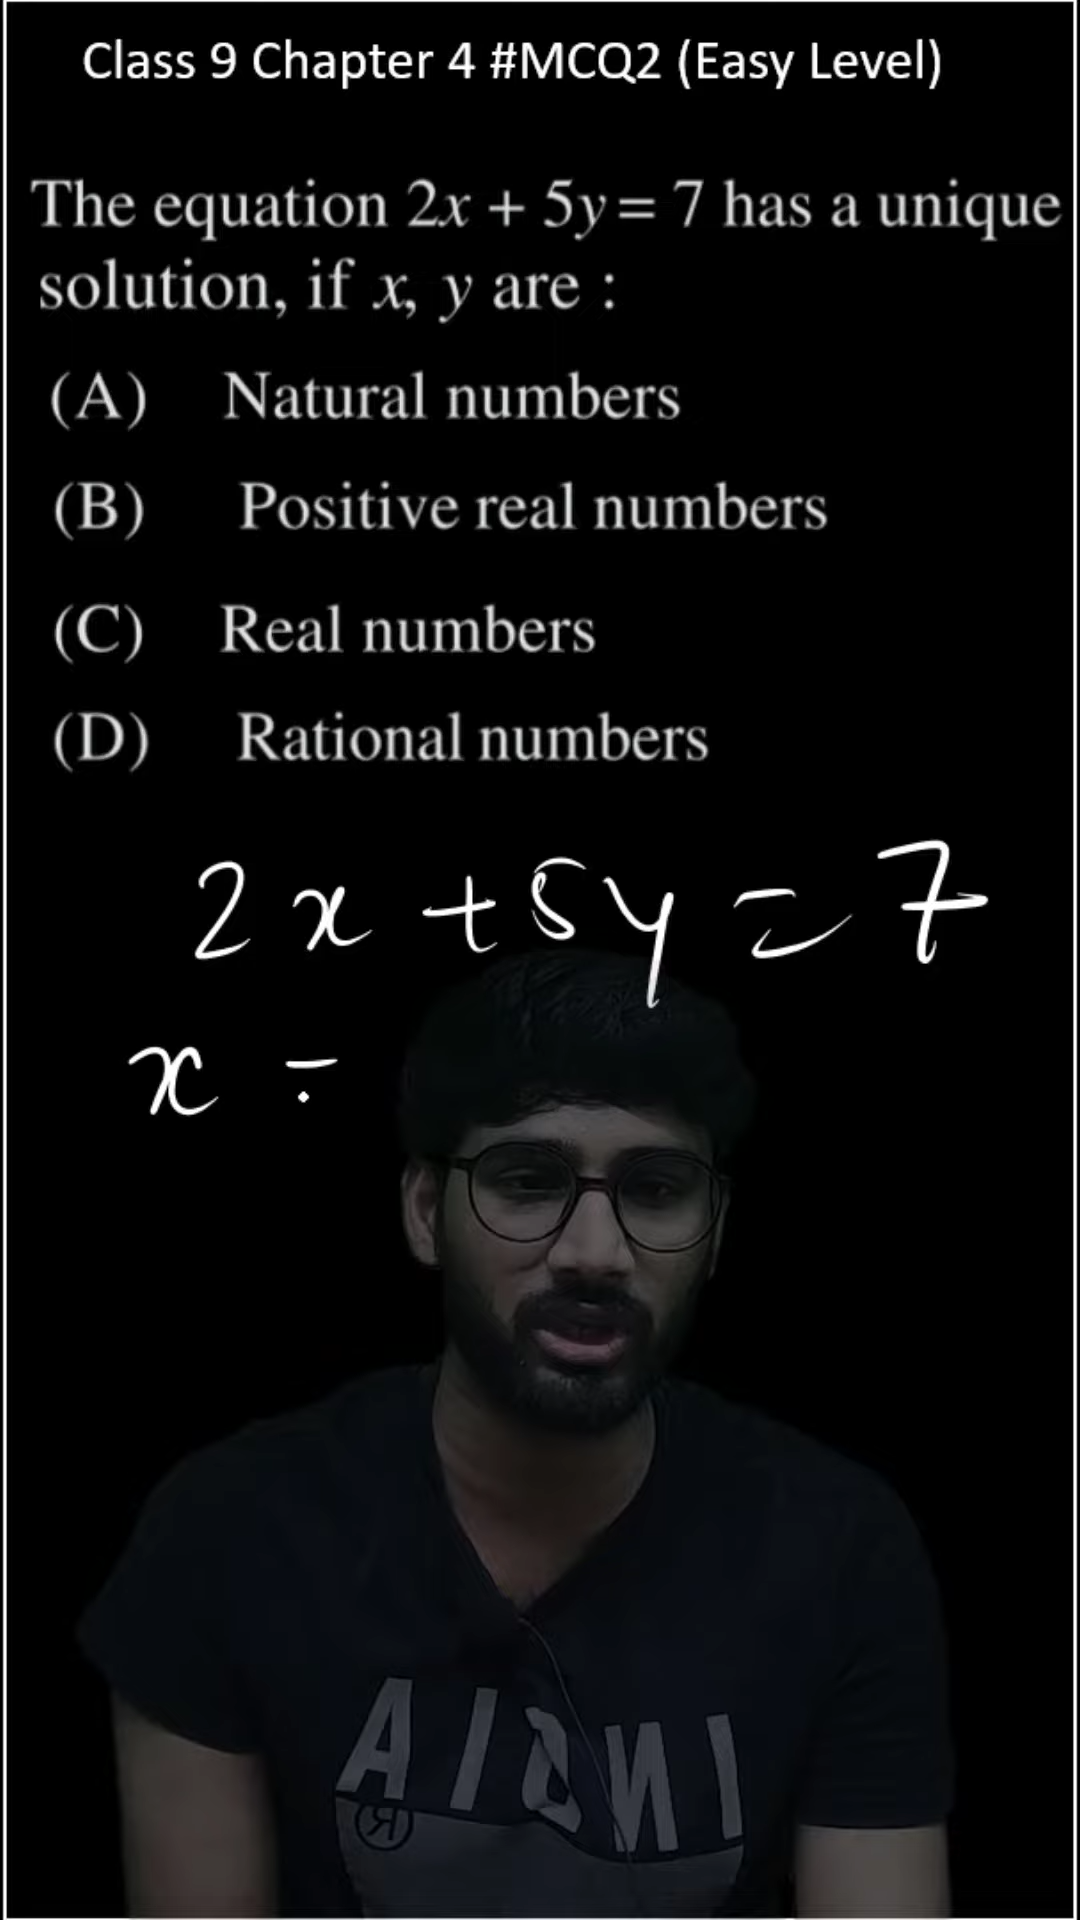 Class 9 Chapter 4 #MCQ2 (Easy Level)
The equation 2x + 5y = 7 has a unique
solution, if x, y are :
(A) Natural numbers
(B) Positive real numbers
(C) Real numbers
(D) Rational numbers
2x + 5y = 7
x =